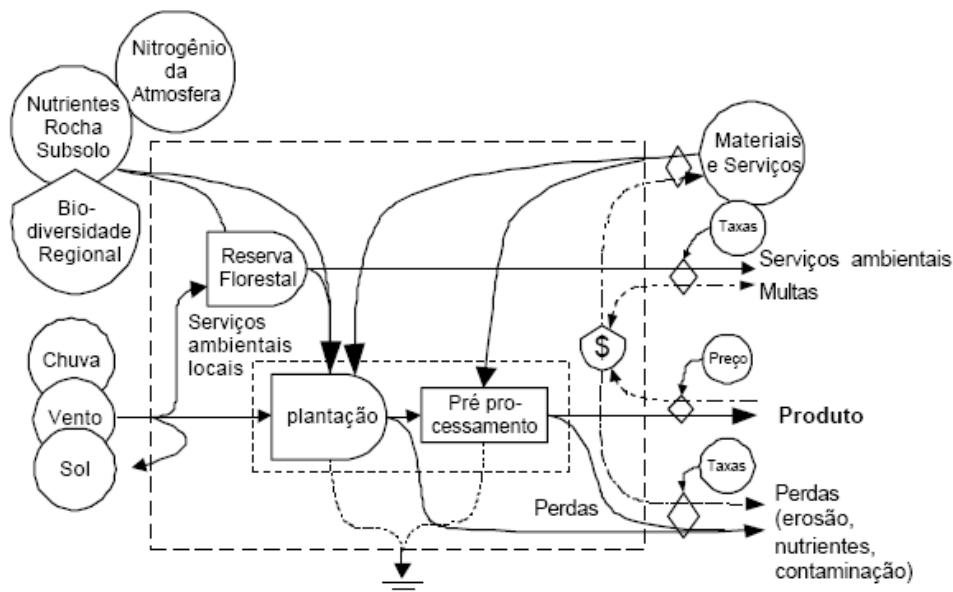 Nitrogênio
da
Atmosfera
Nutrientes
Rocha
Subsolo
Bio-
diversidade
Regional
Materiais
e Serviços
Taxas
Reserva
Florestal
Serviços ambientais
Multas
Serviços
ambientais
locais
Chuva
Vento
Sol
$
Preço
plantação
Pré pro-
cessamento
Produto
Taxas
Perdas
Perdas
(erosão,
nutrientes,
contaminação)